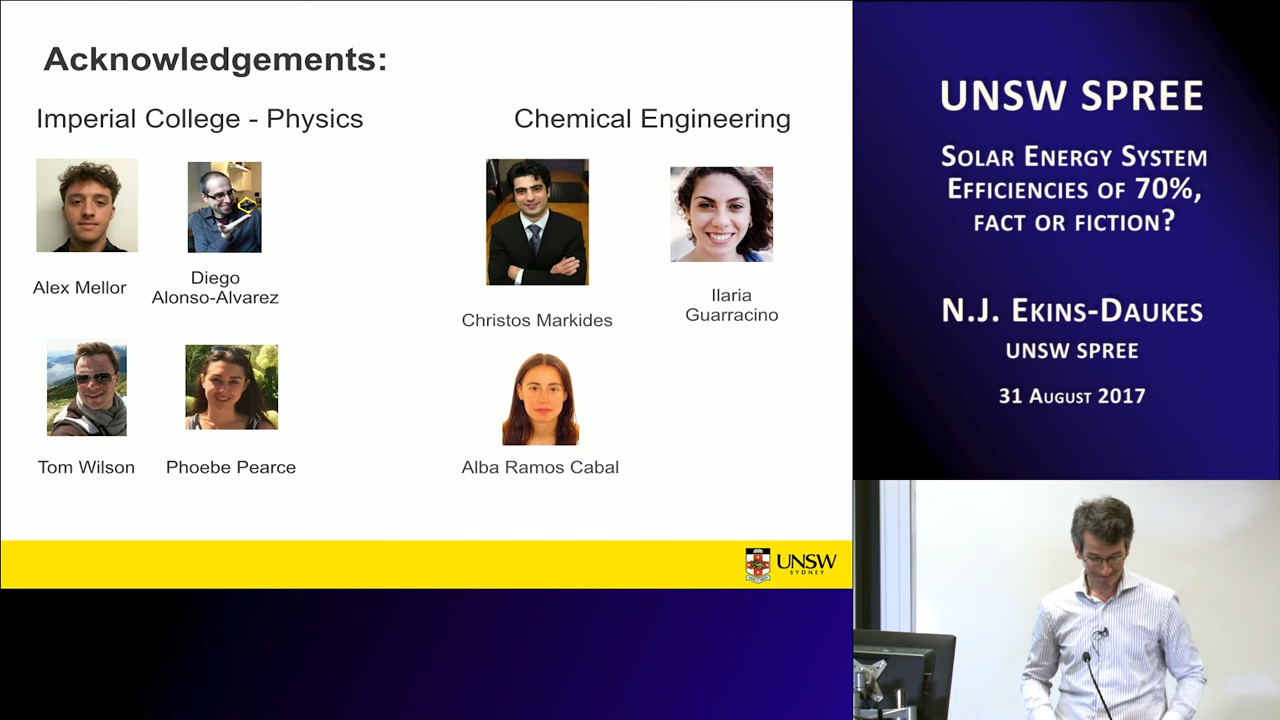 Acknowledgements:
Imperial College - Physics
Chemical Engineering
Alex Mellor
Diego
Alonso-Alvarez
Christos Markides
Ilaria
Guarracino
Tom Wilson
Phoebe Pearce
Alba Ramos Cabal
UNSW
SYDNEY
UNSW SPREE
SOLAR ENERGY SYSTEM
EFFICIENCIES OF 70%,
FACT OR FICTION?
N.J. EKINS-DAUKES
UNSW SPREE
31 AUGUST 2017